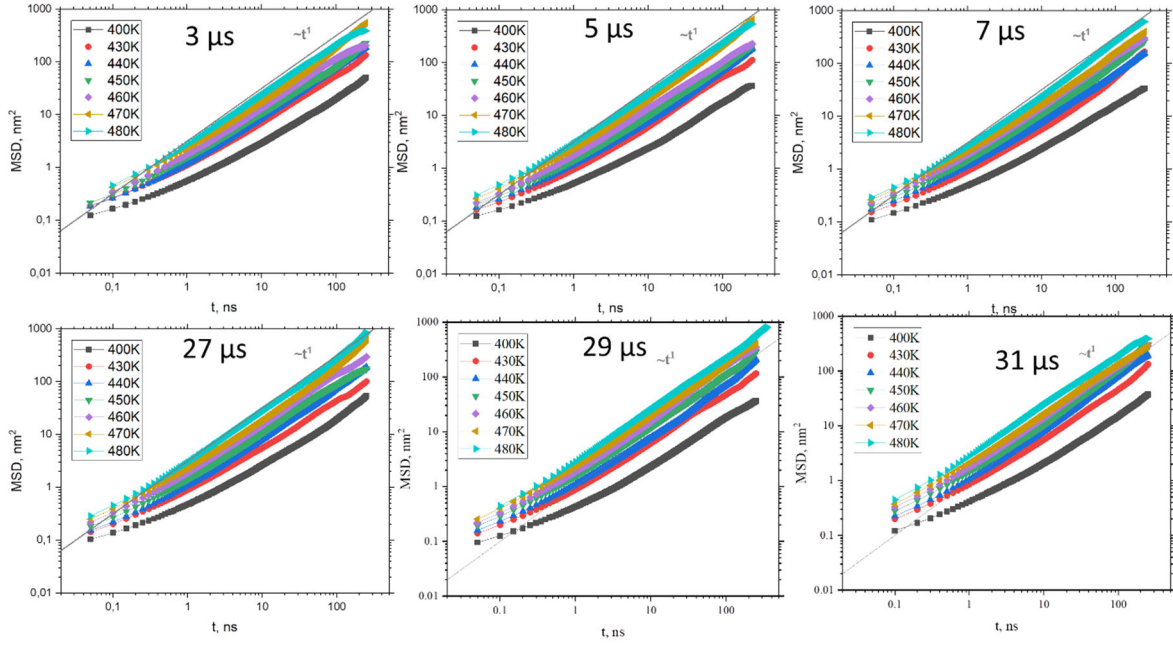 3 µs
~t¹
400K
430K
440K
450K
460K
470K
480K
MSD, nm²
1000
100
10
1
0,1
0,01
0,1
1
10
100
t, ns
5 µs
~t¹
400K
430K
440K
450K
460K
470K
480K
MSD, nm²
1000
100
10
1
0,1
0,01
0,1
1
10
100
t, ns
7 µs
~t¹
400K
430K
440K
450K
460K
470K
480K
MSD, nm²
1000
100
10
1
0,1
0,01
0,1
1
10
100
t, ns
27 µs
~t¹
400K
430K
440K
450K
460K
470K
480K
MSD, nm²
1000
100
10
1
0,1
0,01
0,1
1
10
100
t, ns
29 µs
~t¹
400K
430K
440K
450K
460K
470K
480K
MSD, nm²
1000
100
10
1
0.1
0.01
0.1
1
10
100
t, ns
31 µs
~t¹
400K
430K
440K
450K
460K
470K
480K
MSD, nm²
1000
100
10
1
0.1
0.01
0.1
1
10
100
t, ns